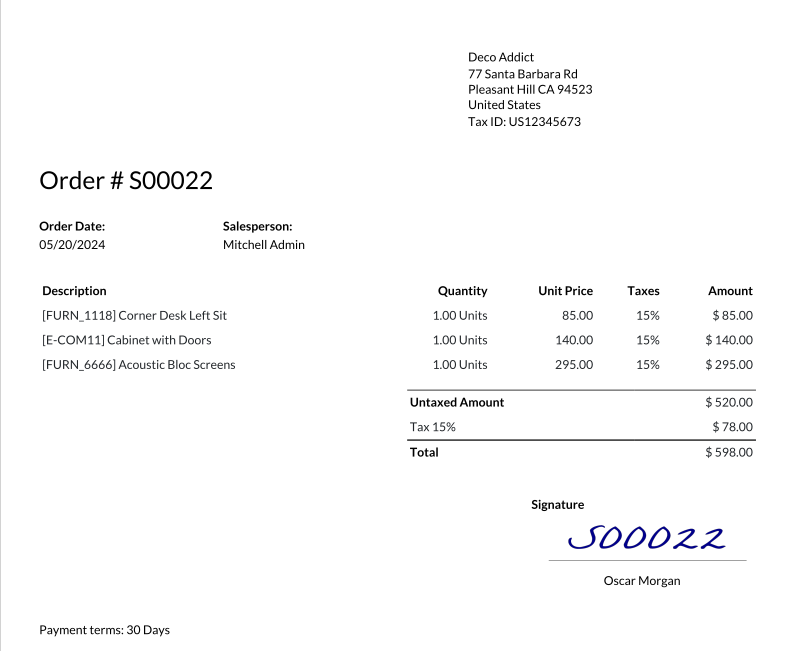 Deco Addict
77 Santa Barbara Rd
Pleasant Hill CA 94523
United States
Tax ID: US12345673
Order # S00022
Order Date: Salesperson:
05/20/2024 Mitchell Admin
Description Quantity Unit Price Taxes Amount
[FURN_1118] Corner Desk Left Sit 1.00 Units 85.00 15% $ 85.00
[E-COM11] Cabinet with Doors 1.00 Units 140.00 15% $ 140.00
[FURN_6666] Acoustic Bloc Screens 1.00 Units 295.00 15% $ 295.00
Untaxed Amount $ 520.00
Tax 15% $ 78.00
Total $ 598.00
Signature
S00022
Oscar Morgan
Payment terms: 30 Days